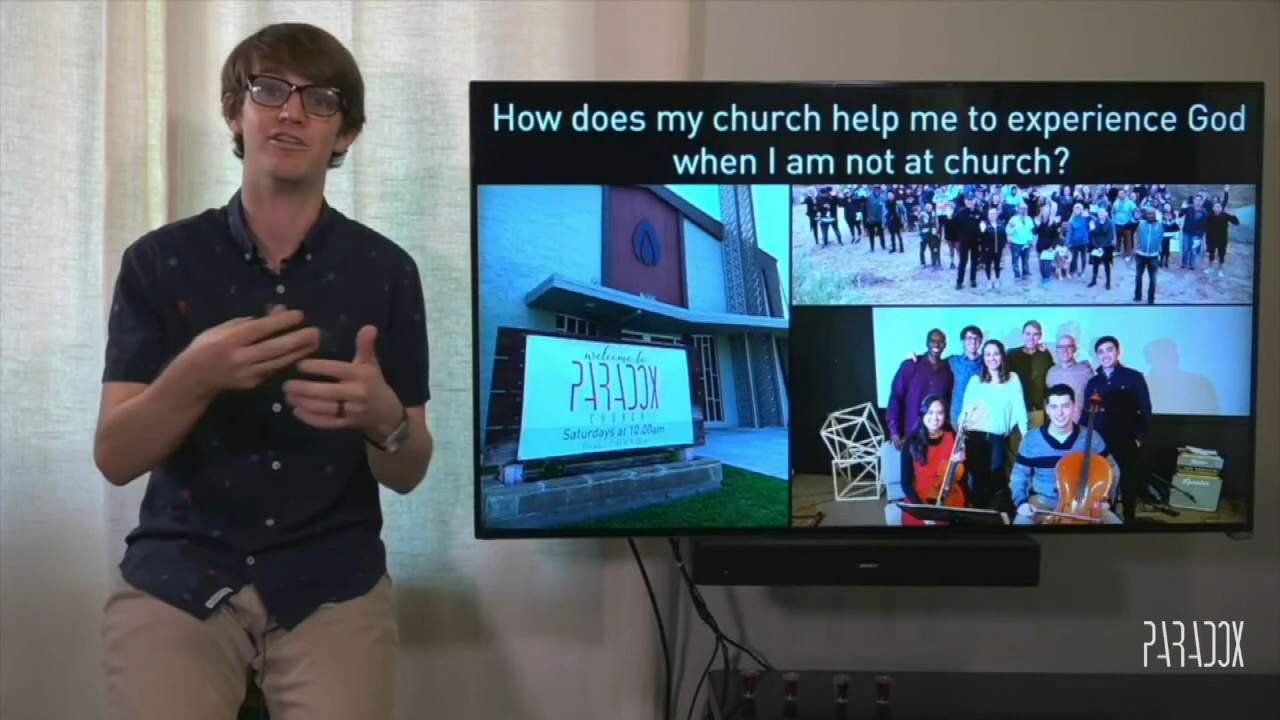 How does my church help me to experience God
when I am not at church?
welcome to
PARADOX
CHURCH
Saturdays at 10:00am
PARADOX